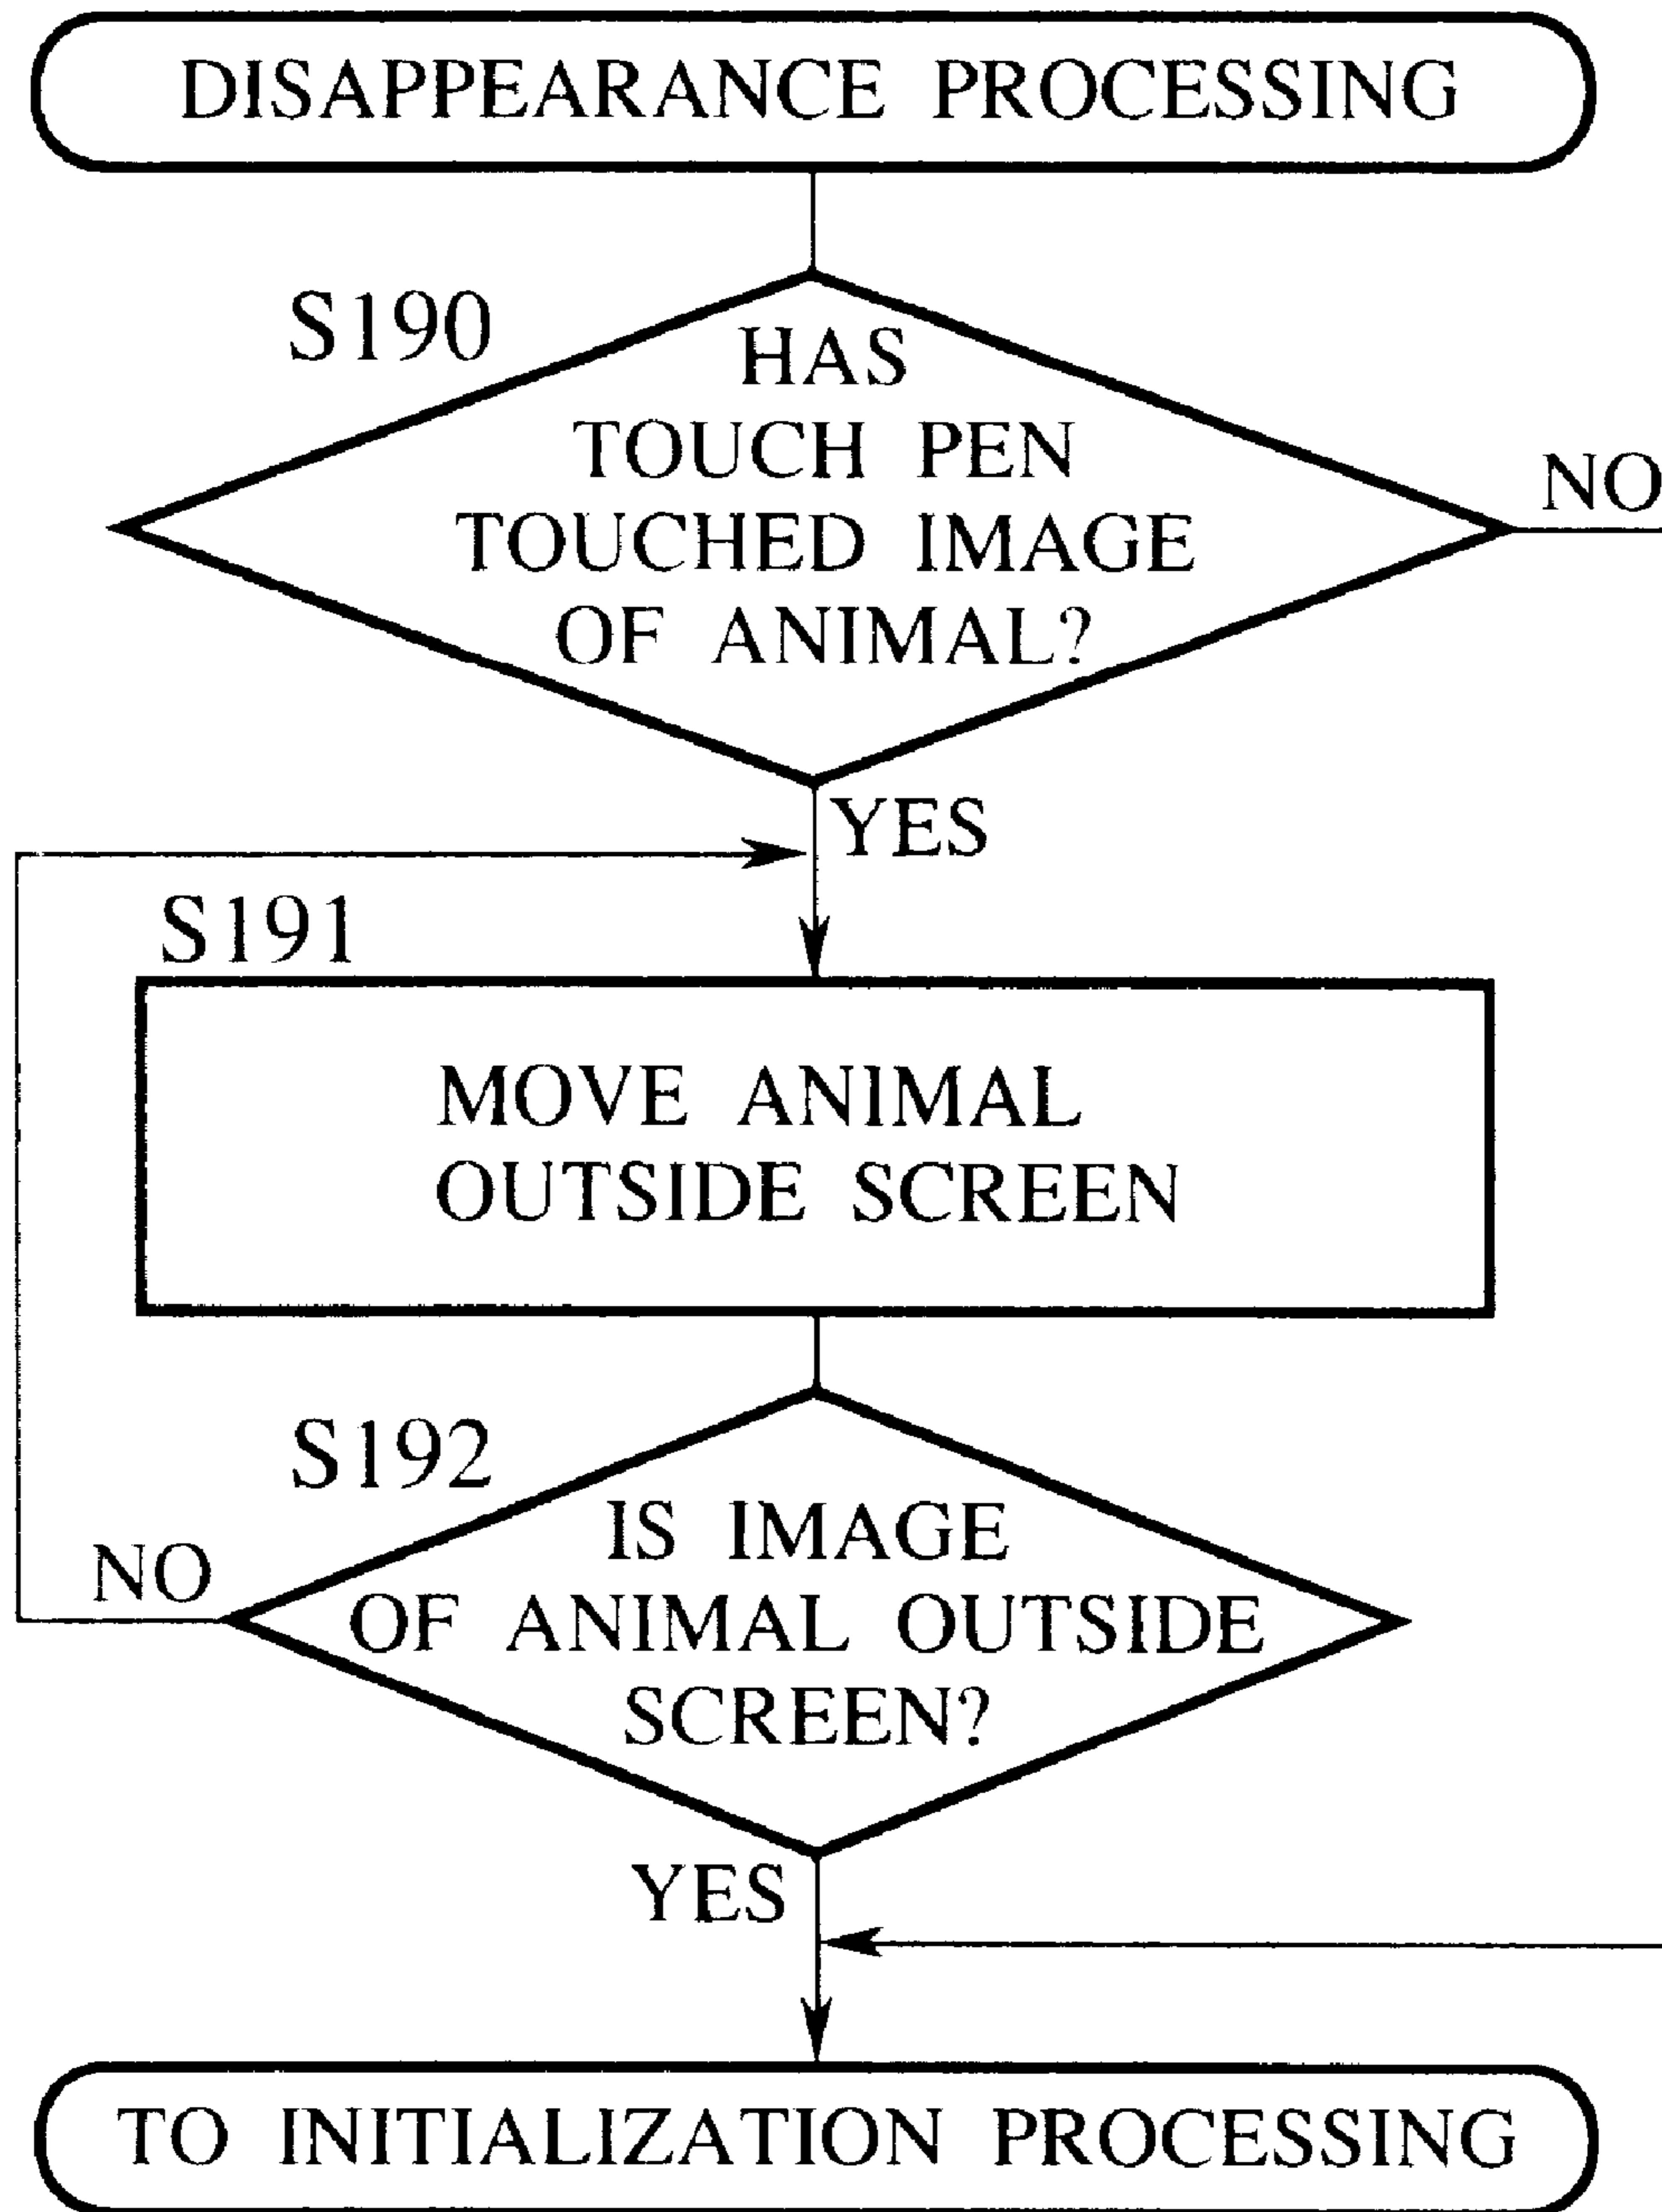 DISAPPEARANCE PROCESSING
S190
HAS
TOUCH PEN
TOUCHED IMAGE
OF ANIMAL?
NO
YES
S191
MOVE ANIMAL
OUTSIDE SCREEN
S192
IS IMAGE
OF ANIMAL OUTSIDE
SCREEN?
NO
YES
TO INITIALIZATION PROCESSING